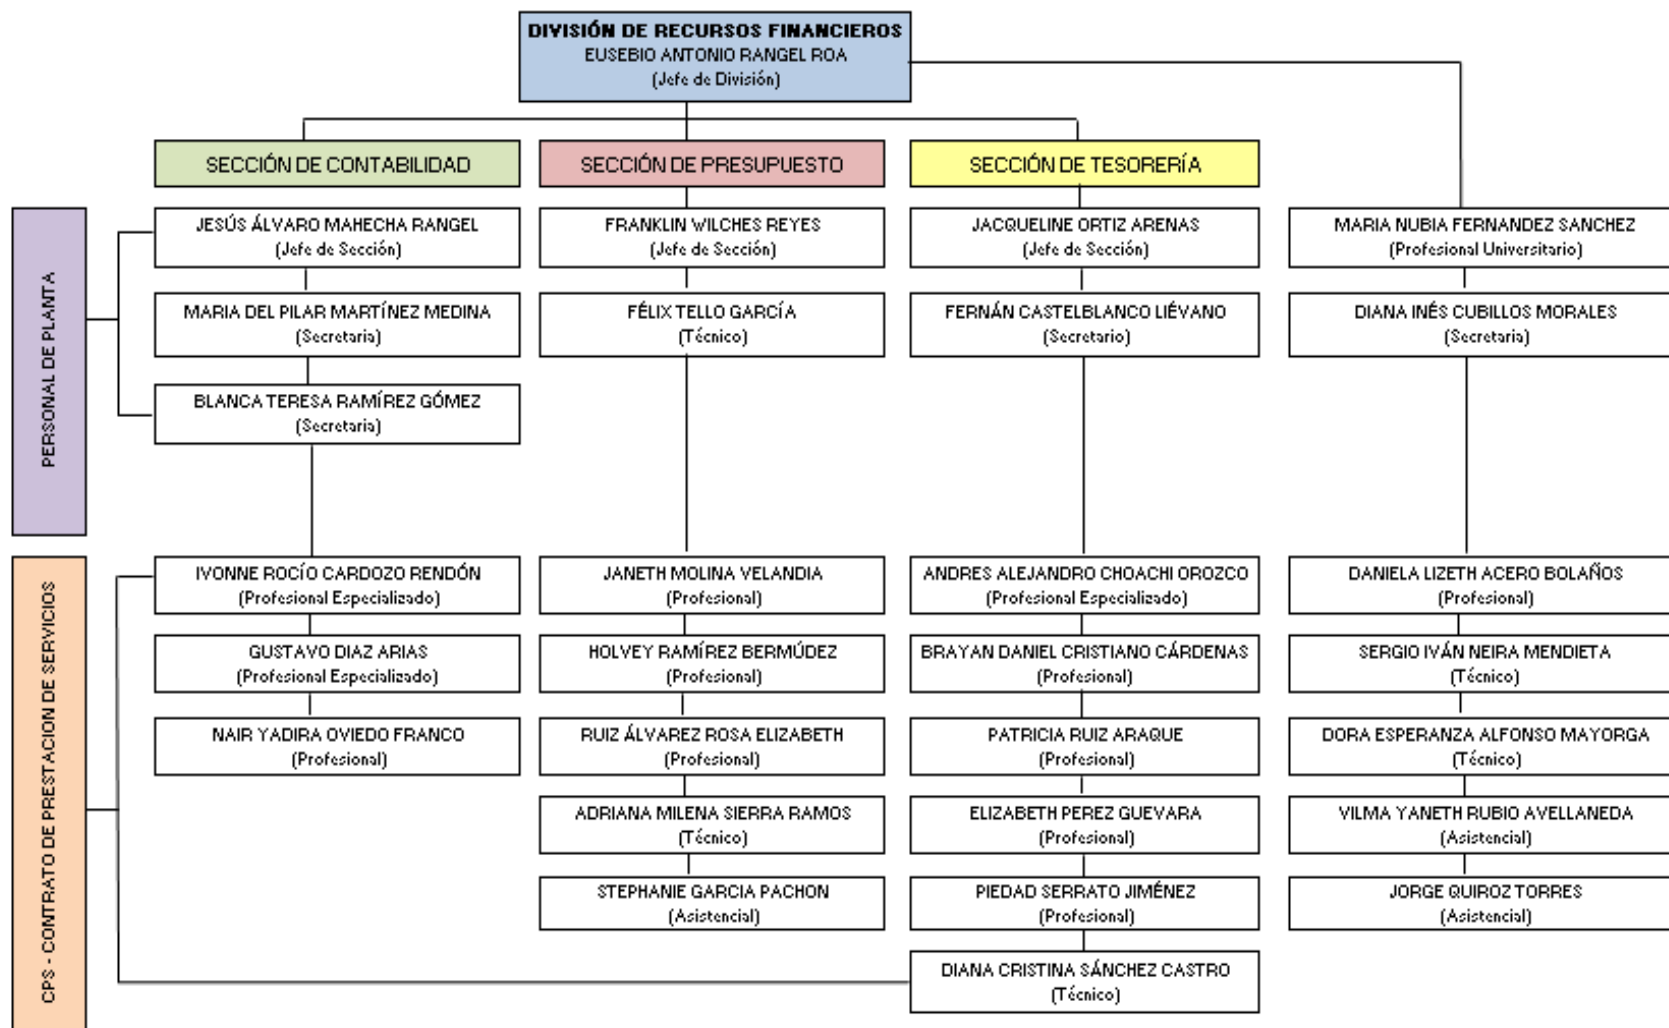 DIVISIÓN DE RECURSOS FINANCIEROS
EUSEBIO ANTONIO RANGEL ROA
(Jefe de División)
SECCIÓN DE CONTABILIDAD
SECCIÓN DE PRESUPUESTO
SECCIÓN DE TESORERÍA
PERSONAL DE PLANTA
JESÚS ÁLVARO MAHECHA RANGEL
(Jefe de Sección)
FRANKLIN WILCHES REYES
(Jefe de Sección)
JACQUELINE ORTIZ ARENAS
(Jefe de Sección)
MARIA NUBIA FERNANDEZ SANCHEZ
(Profesional Universitario)
MARIA DEL PILAR MARTÍNEZ MEDINA
(Secretaria)
FÉLIX TELLO GARCÍA
(Técnico)
FERNÁN CASTELBLANCO LIÉVANO
(Secretario)
DIANA INÉS CUBILLOS MORALES
(Secretaria)
BLANCA TERESA RAMÍREZ GÓMEZ
(Secretaria)
CPS - CONTRATO DE PRESTACION DE SERVICIOS
IVONNE ROCÍO CARDOZO RENDÓN
(Profesional Especializado)
JANETH MOLINA VELANDIA
(Profesional)
ANDRES ALEJANDRO CHOACHI OROZCO
(Profesional Especializado)
DANIELA LIZETH ACERO BOLAÑOS
(Profesional)
GUSTAVO DIAZ ARIAS
(Profesional Especializado)
HOLVEY RAMÍREZ BERMÚDEZ
(Profesional)
BRAYAN DANIEL CRISTIANO CÁRDENAS
(Profesional)
SERGIO IVÁN NEIRA MENDIETA
(Técnico)
NAIR YADIRA OVIEDO FRANCO
(Profesional)
RUIZ ÁLVAREZ ROSA ELIZABETH
(Profesional)
PATRICIA RUIZ ARAQUE
(Profesional)
DORA ESPERANZA ALFONSO MAYORGA
(Técnico)
ADRIANA MILENA SIERRA RAMOS
(Técnico)
ELIZABETH PEREZ GUEVARA
(Profesional)
VILMA YANETH RUBIO AVELLANEDA
(Asistencial)
STEPHANIE GARCIA PACHON
(Asistencial)
PIEDAD SERRATO JIMÉNEZ
(Profesional)
JORGE QUIROZ TORRES
(Asistencial)
DIANA CRISTINA SÁNCHEZ CASTRO
(Técnico)